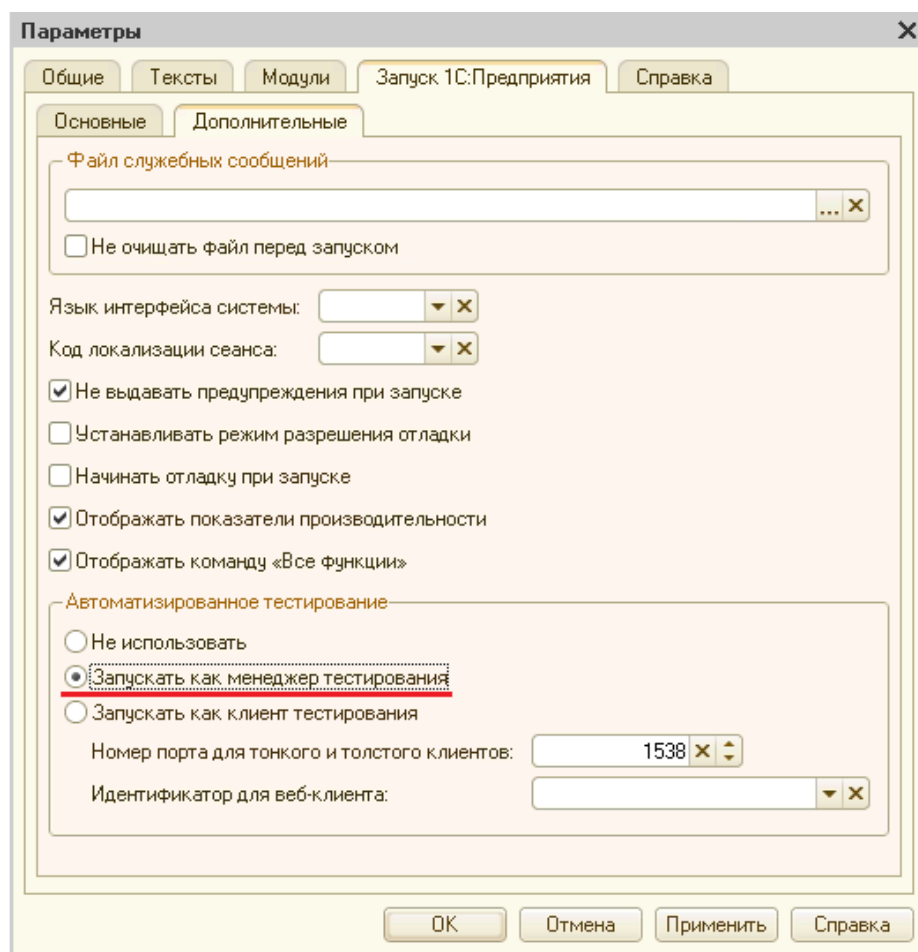 Параметры
Общие Тексты Модули Запуск 1С:Предприятия Справка
Основные Дополнительные
Файл служебных сообщений
...
Не очищать файл перед запуском
Язык интерфейса системы:
Код локализации сеанса:
Не выдавать предупреждения при запуске
Устанавливать режим разрешения отладки
Начинать отладку при запуске
Отображать показатели производительности
Отображать команду «Все функции»
Автоматизированное тестирование
Не использовать
Запускать как менеджер тестирования
Запускать как клиент тестирования
Номер порта для тонкого и толстого клиентов: 1538
Идентификатор для веб-клиента:
OK Отмена Применить Справка